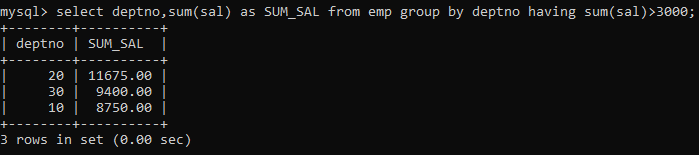 mysql> select deptno,sum(sal) as SUM_SAL from emp group by deptno having sum(sal)>3000;
+--------+----------+
| deptno | SUM_SAL  |
+--------+----------+
|     20 | 11675.00 |
|     30 |  9400.00 |
|     10 |  8750.00 |
+--------+----------+
3 rows in set (0.00 sec)